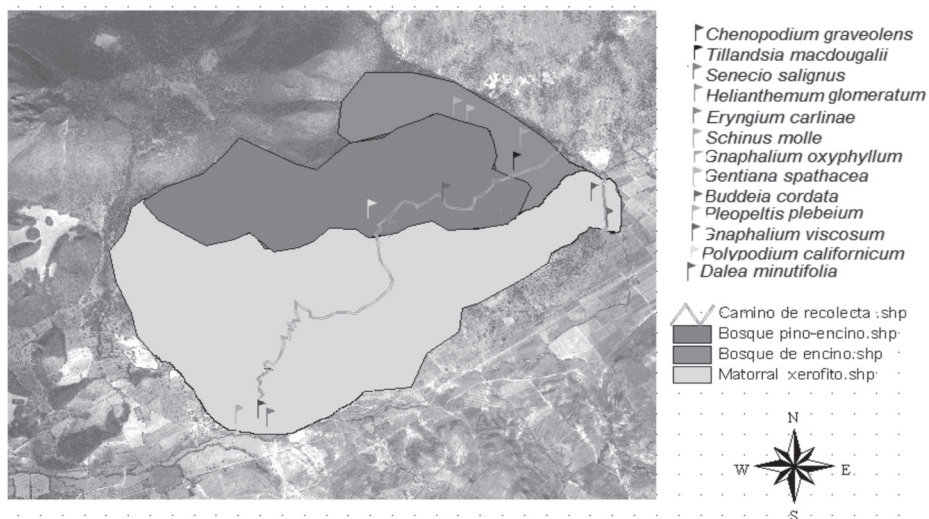 Chenopodium graveolens
Tillandsia macdougalii
Senecio salignus
Helianthemum glomeratum
Eryngium carlinae
Schinus molle
Gnaphalium oxyphyllum
Gentiana spathacea
Buddeia cordata
Pleopeltis plebeium
Gnaphalium viscosum
Polypodium californicum
Dalea minutifolia
Camino de recolecta .shp
Bosque pino-encino.shp
Bosque de encino.shp
Matorral xerofito.shp
N
W E
S